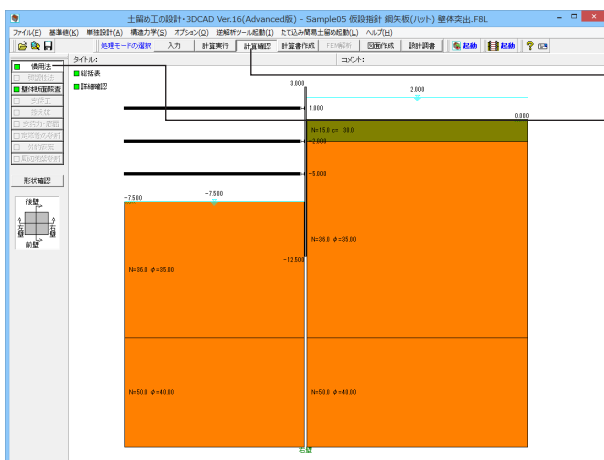 土留め工の設計・3DCAD Ver.16(Advanced版) - Sample05 仮設指針 鋼矢板(ハット) 壁体突出.F8L
ファイル(F) 基準値(K) 単独設計(A) 構造力学(S) オプション(O) 逆解析ツール起動(I) たて込み簡易土留め起動(L) ヘルプ(H)
処理モードの選択 入力 計算実行 計算確認 計算書作成 FEM解析 図面作成 設計調書 起動 起動
タイトル: コメント:
慣用法
壁体断面照査
形状確認
後壁
左壁
右壁
前壁
総括表
詳細確認
3.000
2.000
1.000
0.000
N=15.0 c= 30.0
-2.000
-5.000
-7.500
-7.500
N=36.0 φ=35.00
-12.500
N=36.0 φ=35.00
N=50.0 φ=40.00
N=50.0 φ=40.00
右壁